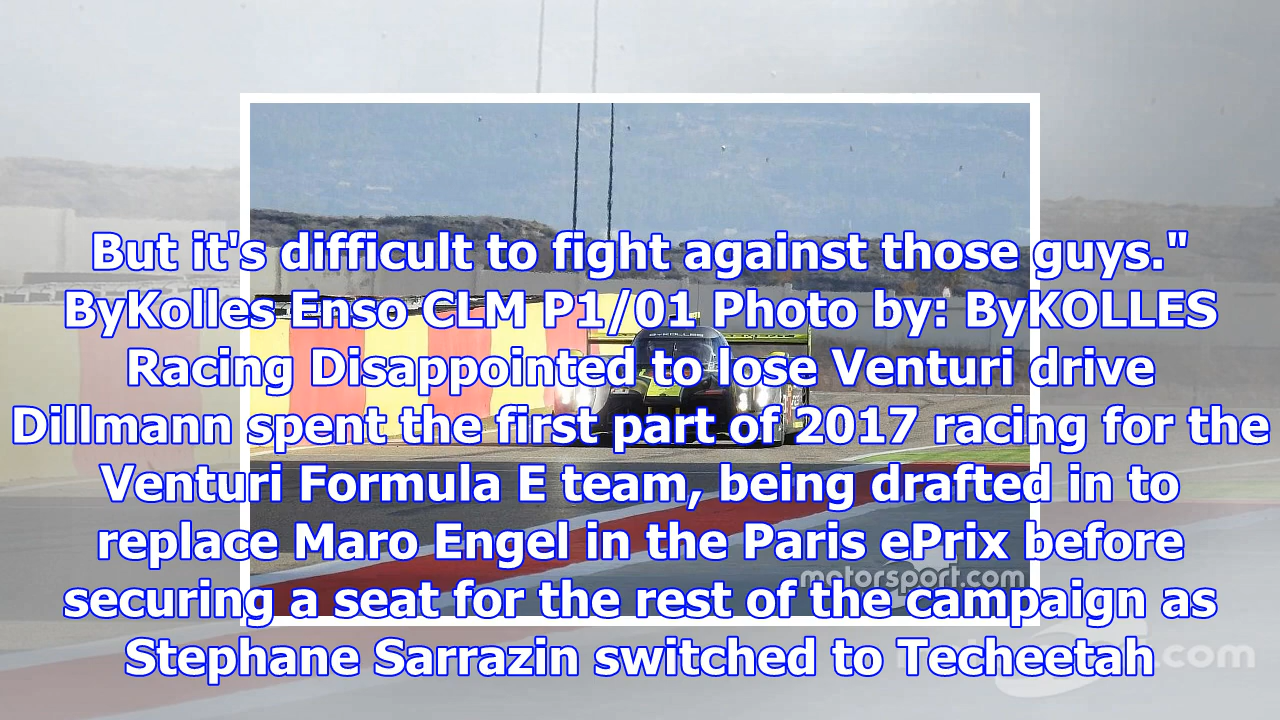 But it's difficult to fight against those guys."
ByKolles Enso CLM P1/01 Photo by: ByKOLLES
Racing Disappointed to lose Venturi drive
Dillmann spent the first part of 2017 racing for the
Venturi Formula E team, being drafted in to
replace Maro Engel in the Paris ePrix before
securing a seat for the rest of the campaign as
Stephane Sarrazin switched to Techeetah
BYKOLLES
motorsport.com
.com